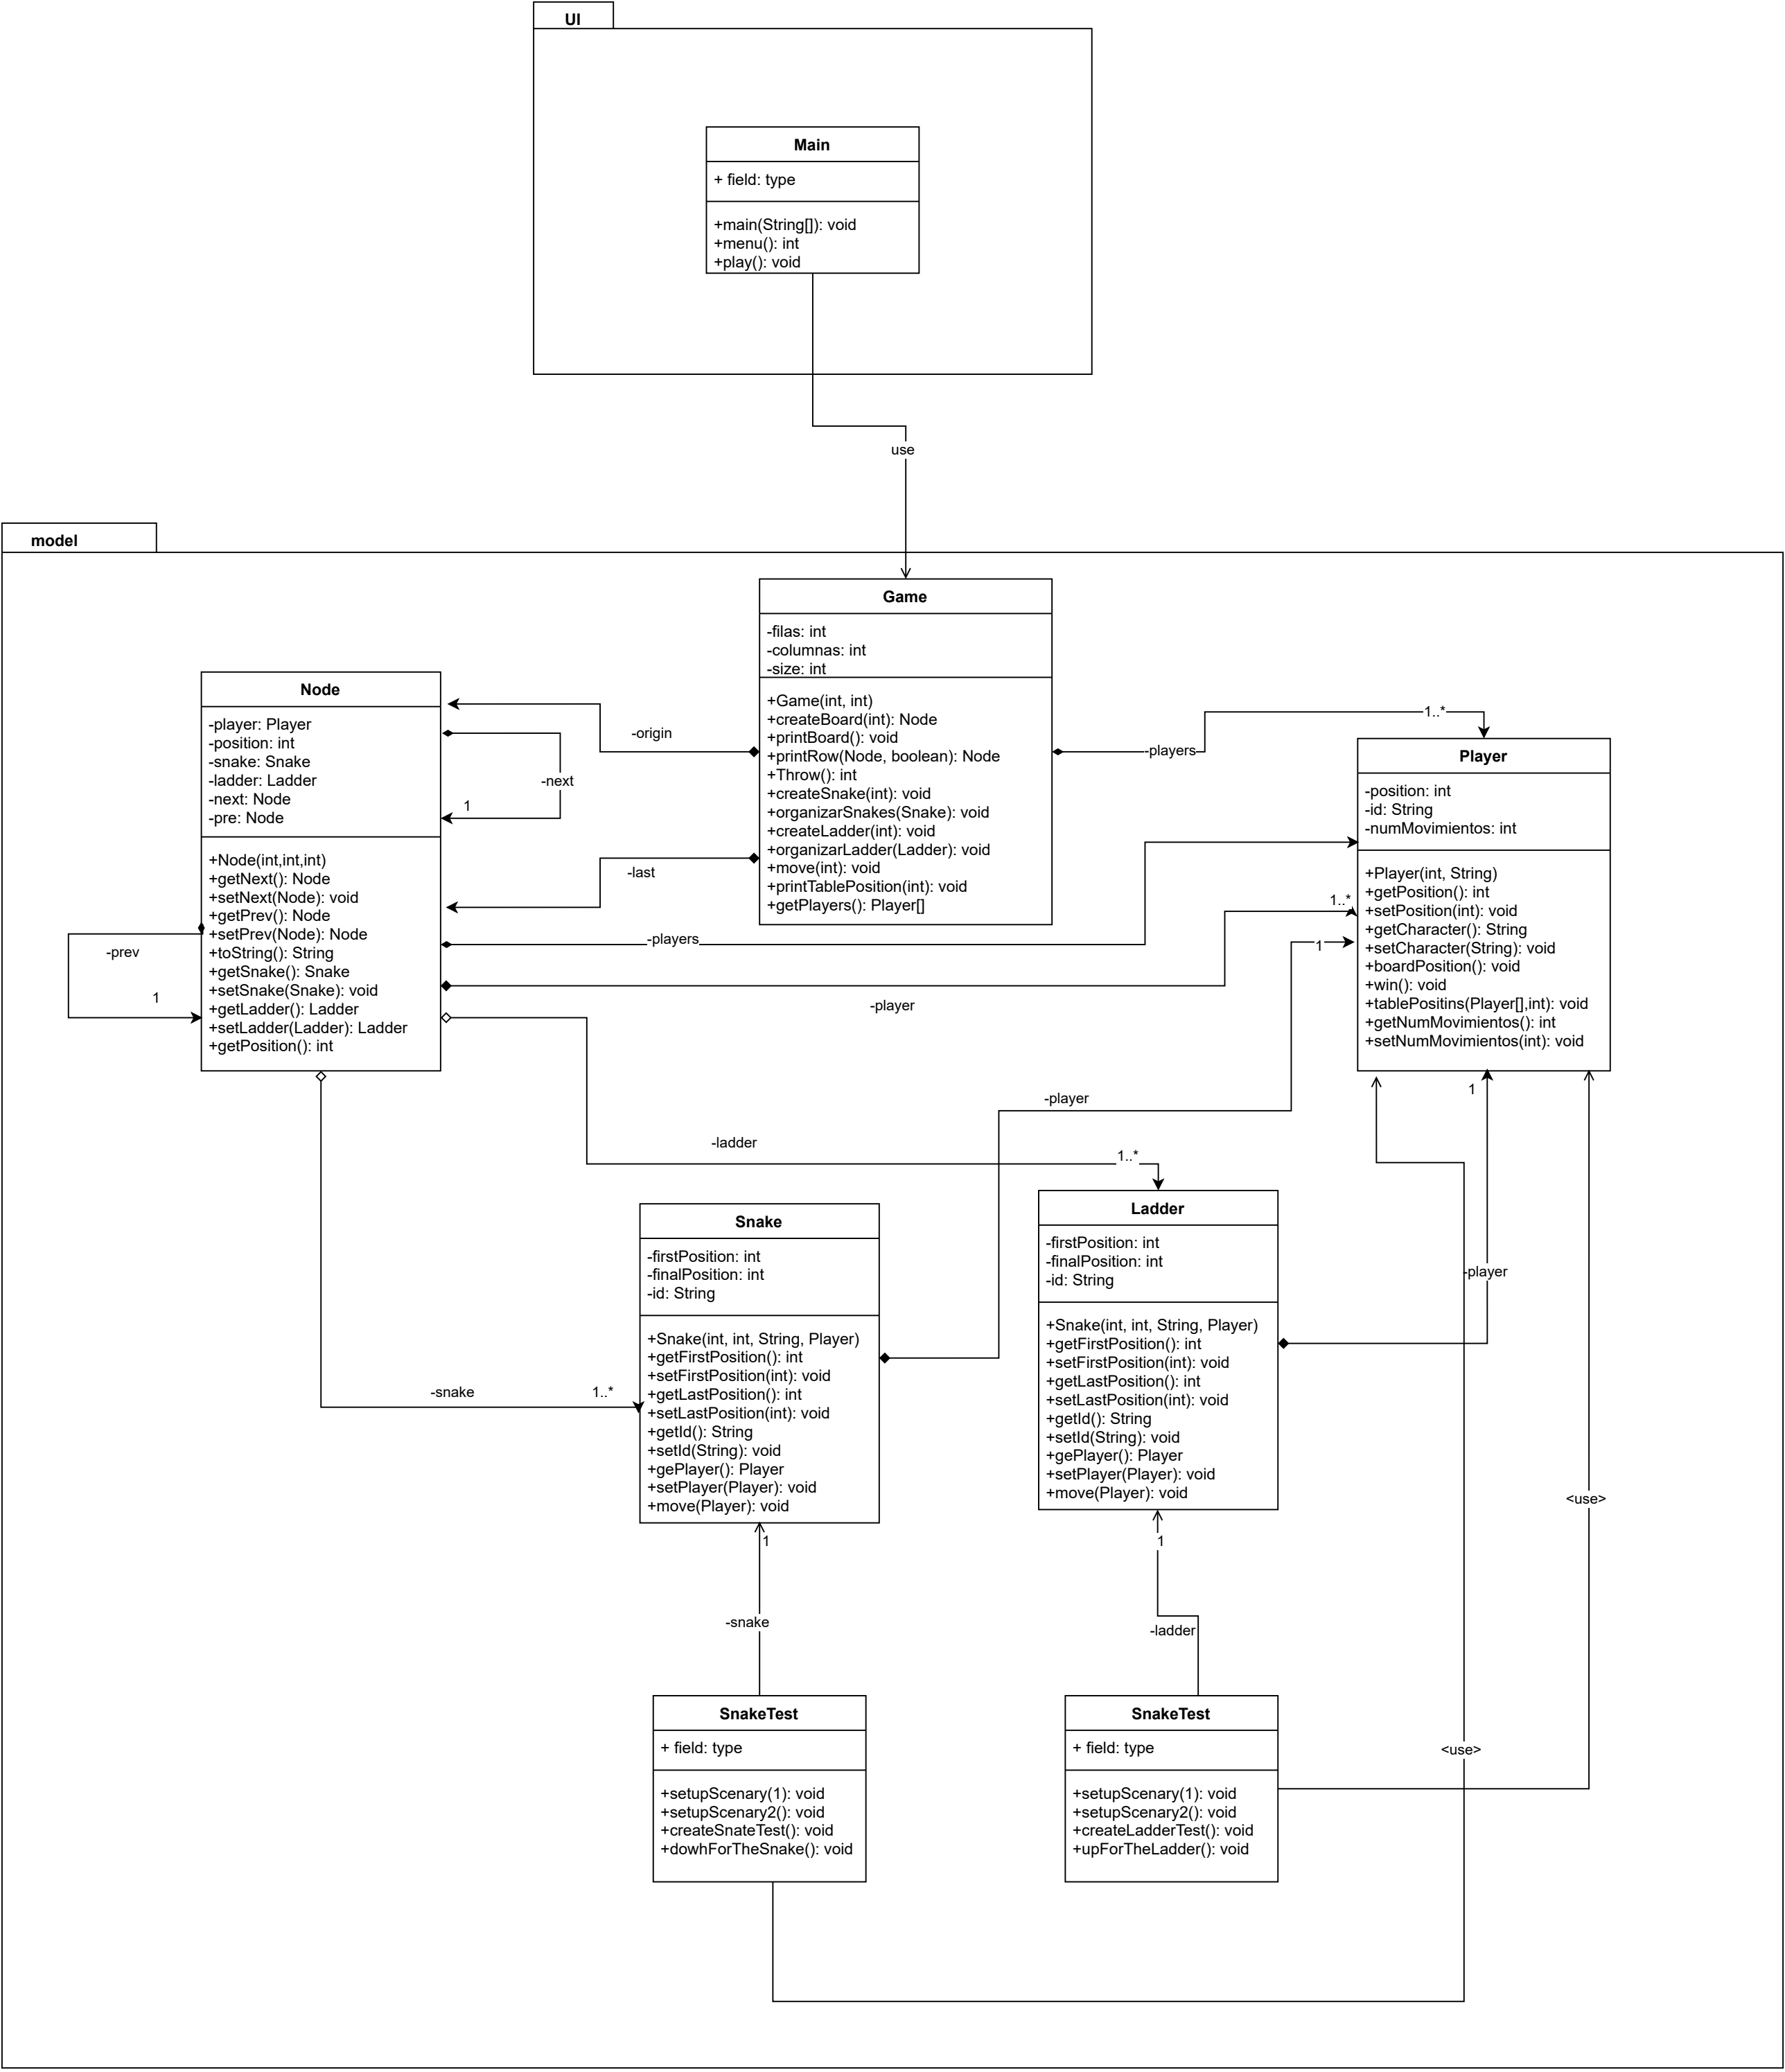 UI
Main
+ field: type
+main(String[]): void
+menu(): int
+play(): void
use
model
Game
-filas: int
-columnas: int
-size: int
+Game(int, int)
+createBoard(int): Node
+printBoard(): void
+printRow(Node, boolean): Node
+Throw(): int
+createSnake(int): void
+organizarSnakes(Snake): void
+createLadder(int): void
+organizarLadder(Ladder): void
+move(int): void
+printTablePosition(int): void
+getPlayers(): Player[]
Node
-player: Player
-position: int
-snake: Snake
-ladder: Ladder
-next: Node
-pre: Node
+Node(int,int,int)
+getNext(): Node
+setNext(Node): void
+getPrev(): Node
+setPrev(Node): Node
+toString(): String
+getSnake(): Snake
+setSnake(Snake): void
+getLadder(): Ladder
+setLadder(Ladder): Ladder
+getPosition(): int
-origin
-next
1
-last
-prev
1
-players
1..*
Player
-position: int
-id: String
-numMovimientos: int
+Player(int, String)
+getPosition(): int
+setPosition(int): void
+getCharacter(): String
+setCharacter(String): void
+boardPosition(): void
+win(): void
+tablePositins(Player[],int): void
+getNumMovimientos(): int
+setNumMovimientos(int): void
-players
1..*
-player
1
-player
1
-ladder
1..*
-player
-snake
1..*
Snake
-firstPosition: int
-finalPosition: int
-id: String
+Snake(int, int, String, Player)
+getFirstPosition(): int
+setFirstPosition(int): void
+getLastPosition(): int
+setLastPosition(int): void
+getId(): String
+setId(String): void
+gePlayer(): Player
+setPlayer(Player): void
+move(Player): void
Ladder
-firstPosition: int
-finalPosition: int
-id: String
+Snake(int, int, String, Player)
+getFirstPosition(): int
+setFirstPosition(int): void
+getLastPosition(): int
+setLastPosition(int): void
+getId(): String
+setId(String): void
+gePlayer(): Player
+setPlayer(Player): void
+move(Player): void
<use>
1
-snake
1
-ladder
SnakeTest
+ field: type
+setupScenary(1): void
+setupScenary2(): void
+createSnateTest(): void
+dowhForTheSnake(): void
SnakeTest
+ field: type
+setupScenary(1): void
+setupScenary2(): void
+createLadderTest(): void
+upForTheLadder(): void
<use>